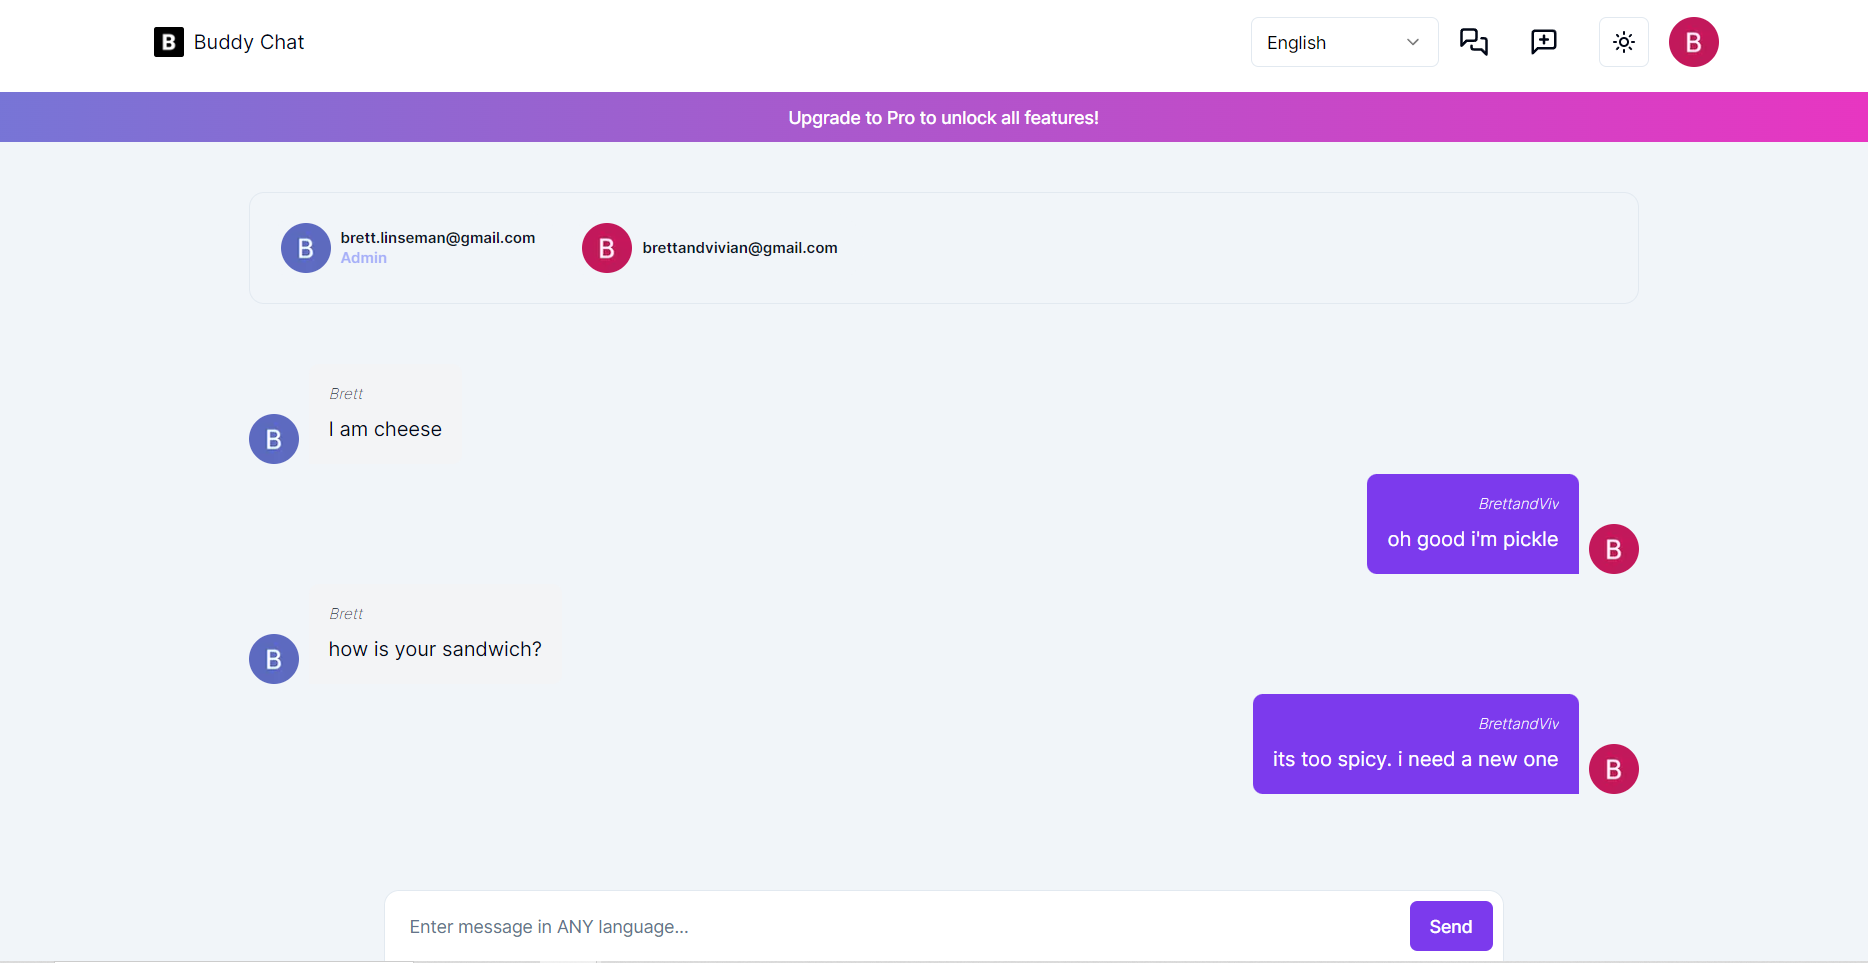 B Buddy Chat
English
B
Upgrade to Pro to unlock all features!
B
brett.linseman@gmail.com
Admin
B
brettandvivian@gmail.com
Brett
B
I am cheese
BrettandViv
oh good i'm pickle
B
Brett
how is your sandwich?
B
BrettandViv
its too spicy. i need a new one
B
Enter message in ANY language...
Send